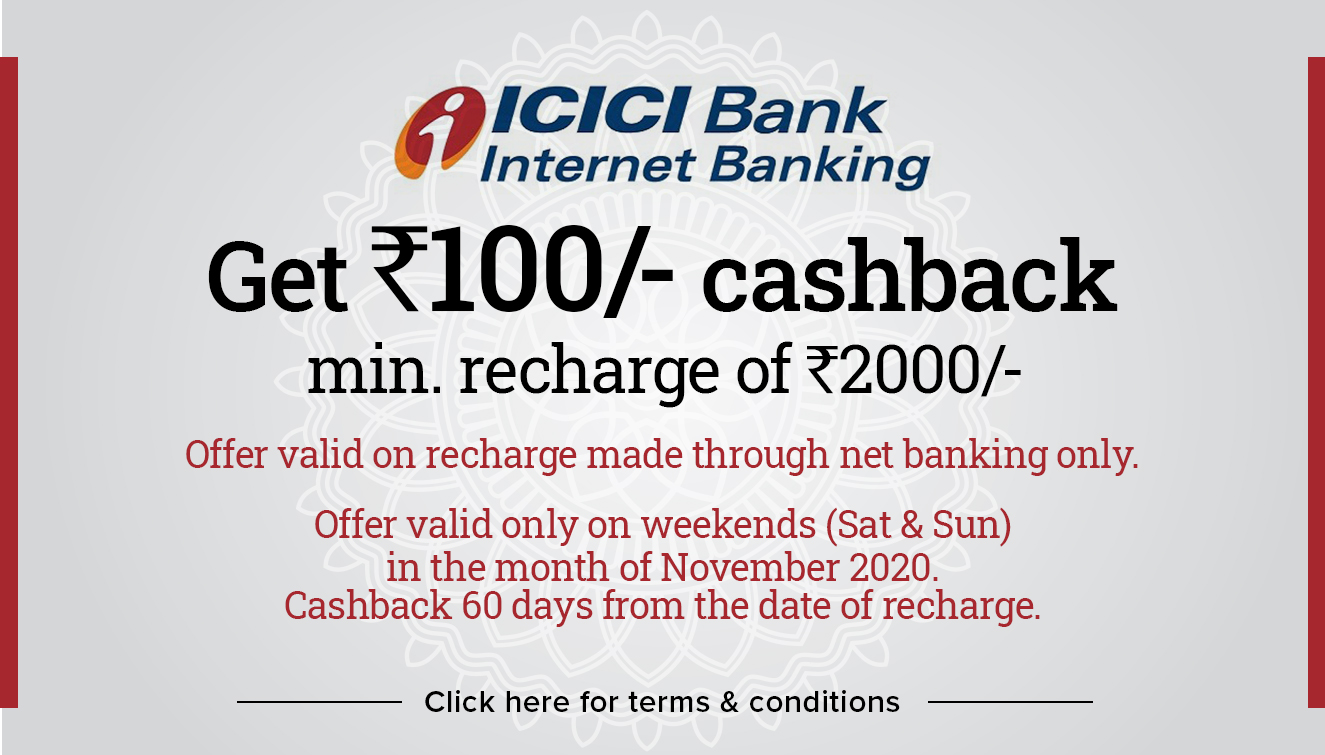 ICICI Bank
Internet Banking
Get ₹100/- cashback
min. recharge of ₹2000/-
Offer valid on recharge made through net banking only.
Offer valid only on weekends (Sat & Sun)
in the month of November 2020.
Cashback 60 days from the date of recharge.
Click here for terms & conditions